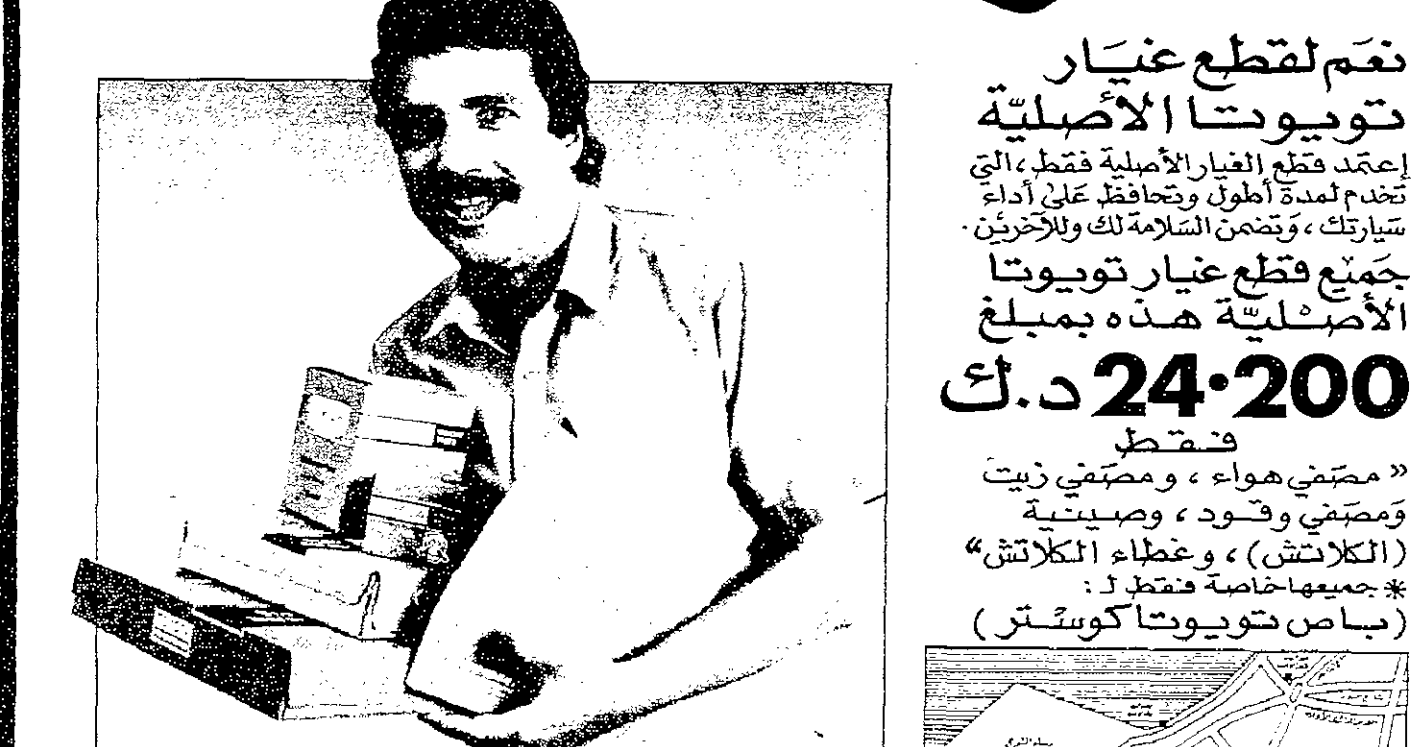 نعم لقطع غيار
تويوتا الأصلية
إعتمد قطع الغيار الأصلية فقط، التي
تخدم لمدة أطول وتحافظ على أداء
سيارتك، وتضمن السلامة لك وللآخرين.
جميع قطع غيار تويوتا
الأصلية هذه بمبلغ
24.200 د.ك
فقط
« مصفي هواء، ومصفي زيت
ومصفي وقود، وصينية
(الكلاتش)، وغطاء الكلاتش“
* جميعها خاصة فقط لـ:
(باص تويوتا كوستر)